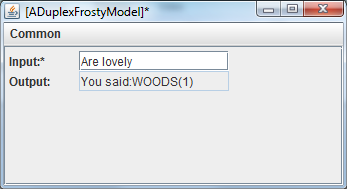 [ADuplexFrostyModel]*
Common
Input:* Are lovely
Output: You said:WOODS(1)